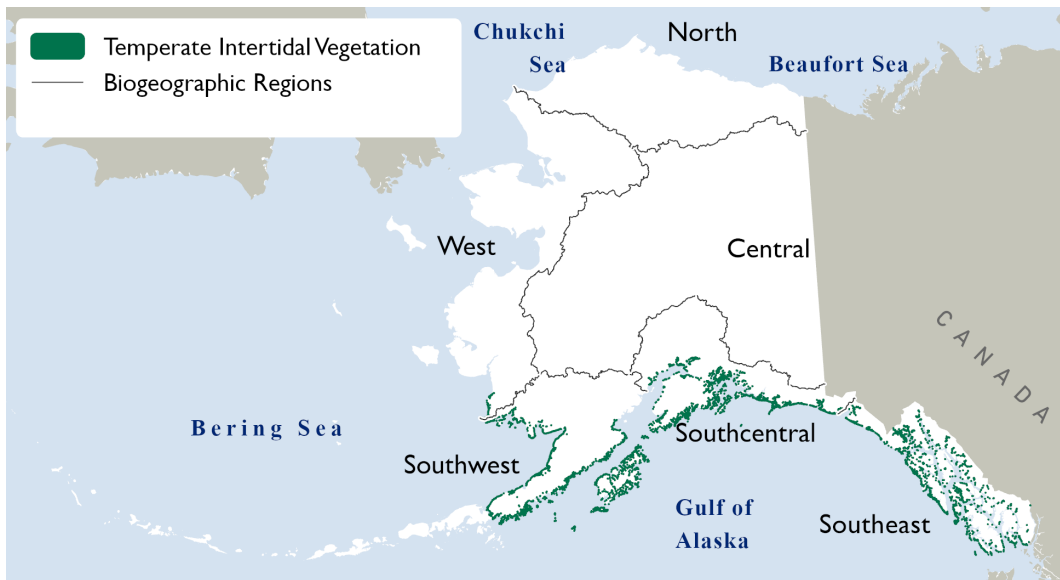 Temperate Intertidal Vegetation
Biogeographic Regions
Chukchi
Sea
North
Beaufort Sea
West
Central
CANADA
Bering Sea
Southwest
Southcentral
Gulf of
Alaska
Southeast